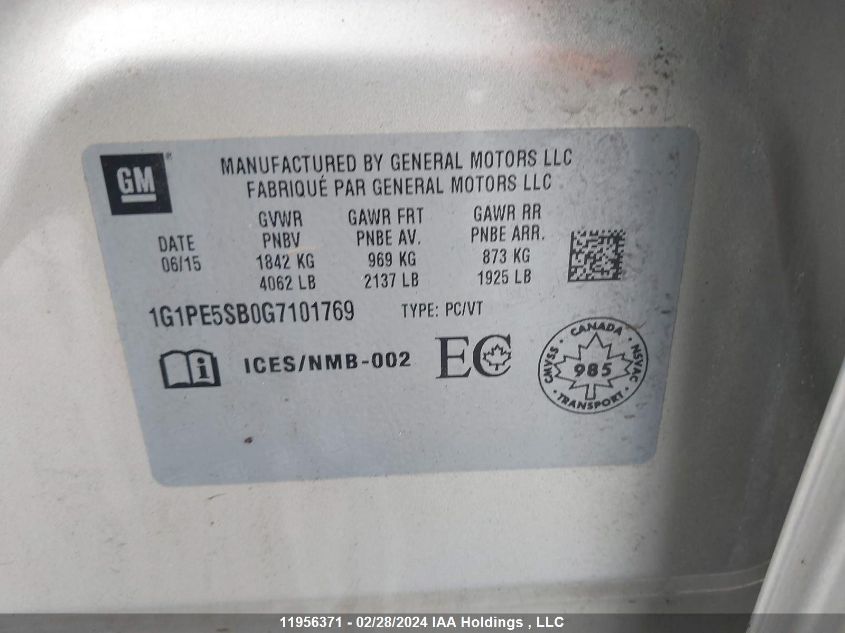 GM
MANUFACTURED BY GENERAL MOTORS LLC
FABRIQUÉ PAR GENERAL MOTORS LLC
DATE
06/15
GVWR
PNBV
1842 KG
4062 LB
GAWR FRT
PNBE AV.
969 KG
2137 LB
GAWR RR
PNBE ARR.
873 KG
1925 LB
1G1PE5SB0G7101769 TYPE: PC/VT
i ICES/NMB-002 EC
CANADA
CMVSS 985 NSVAC
TRANSPORT
11956371 - 02/28/2024 IAA Holdings , LLC